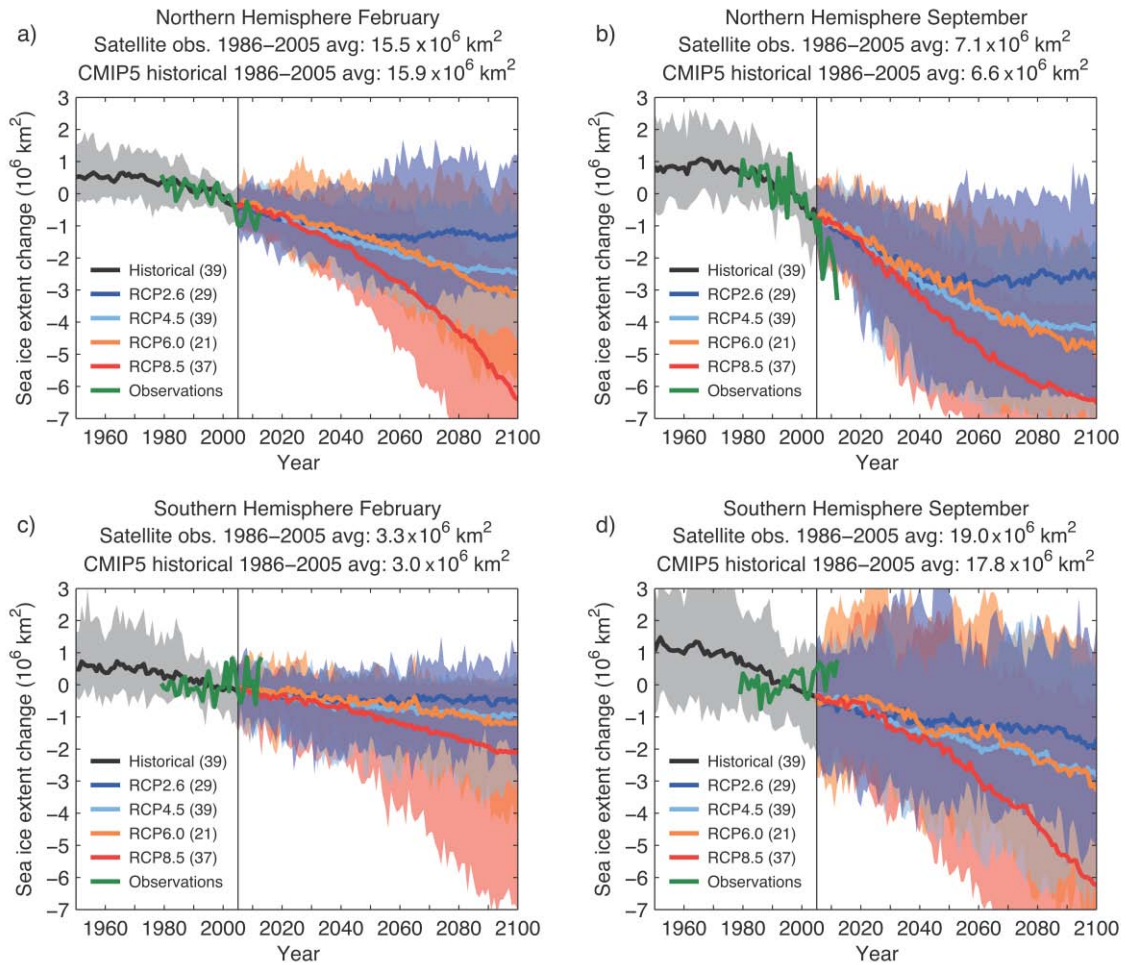 a)
Northern Hemisphere February
Satellite obs. 1986–2005 avg: 15.5 x 10⁶ km²
CMIP5 historical 1986–2005 avg: 15.9 x 10⁶ km²
Sea ice extent change (10⁶ km²)
3
2
1
0
−1
−2
−3
−4
−5
−6
−7
Historical (39)
RCP2.6 (29)
RCP4.5 (39)
RCP6.0 (21)
RCP8.5 (37)
Observations
1960 1980 2000 2020 2040 2060 2080 2100
Year
b)
Northern Hemisphere September
Satellite obs. 1986–2005 avg: 7.1 x 10⁶ km²
CMIP5 historical 1986–2005 avg: 6.6 x 10⁶ km²
Sea ice extent change (10⁶ km²)
3
2
1
0
−1
−2
−3
−4
−5
−6
−7
Historical (39)
RCP2.6 (29)
RCP4.5 (39)
RCP6.0 (21)
RCP8.5 (37)
Observations
1960 1980 2000 2020 2040 2060 2080 2100
Year
c)
Southern Hemisphere February
Satellite obs. 1986–2005 avg: 3.3 x 10⁶ km²
CMIP5 historical 1986–2005 avg: 3.0 x 10⁶ km²
Sea ice extent change (10⁶ km²)
3
2
1
0
−1
−2
−3
−4
−5
−6
−7
Historical (39)
RCP2.6 (29)
RCP4.5 (39)
RCP6.0 (21)
RCP8.5 (37)
Observations
1960 1980 2000 2020 2040 2060 2080 2100
Year
d)
Southern Hemisphere September
Satellite obs. 1986–2005 avg: 19.0 x 10⁶ km²
CMIP5 historical 1986–2005 avg: 17.8 x 10⁶ km²
Sea ice extent change (10⁶ km²)
3
2
1
0
−1
−2
−3
−4
−5
−6
−7
Historical (39)
RCP2.6 (29)
RCP4.5 (39)
RCP6.0 (21)
RCP8.5 (37)
Observations
1960 1980 2000 2020 2040 2060 2080 2100
Year